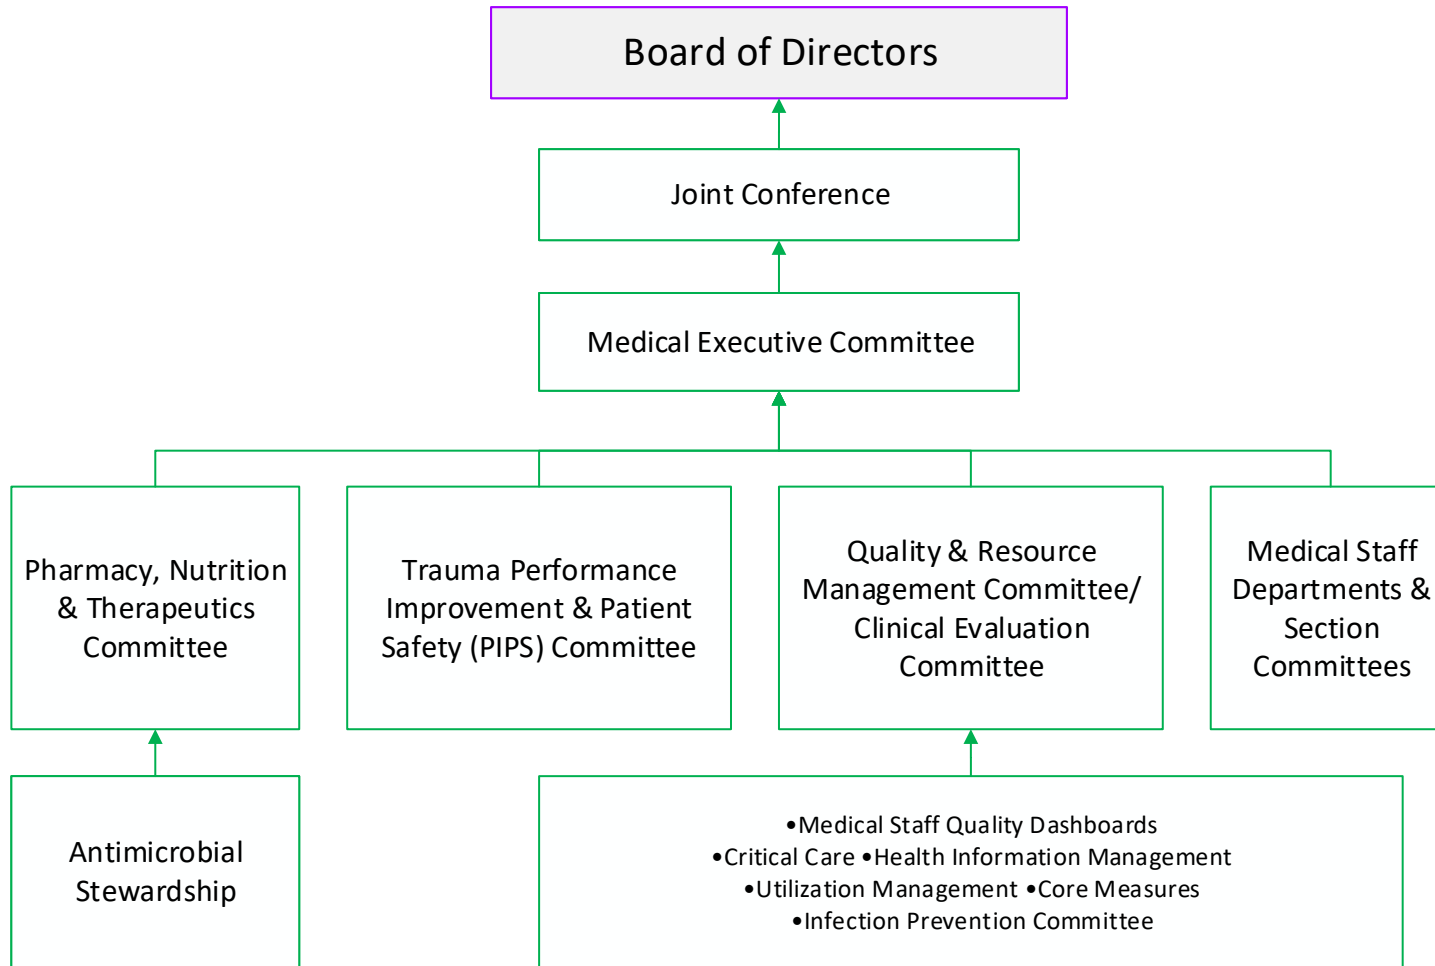 Board of Directors
Joint Conference
Medical Executive Committee
Pharmacy, Nutrition
& Therapeutics
Committee
Trauma Performance
Improvement & Patient
Safety (PIPS) Committee
Quality & Resource
Management Committee/
Clinical Evaluation
Committee
Medical Staff
Departments &
Section
Committees
Antimicrobial
Stewardship
•Medical Staff Quality Dashboards
•Critical Care •Health Information Management
•Utilization Management •Core Measures
•Infection Prevention Committee